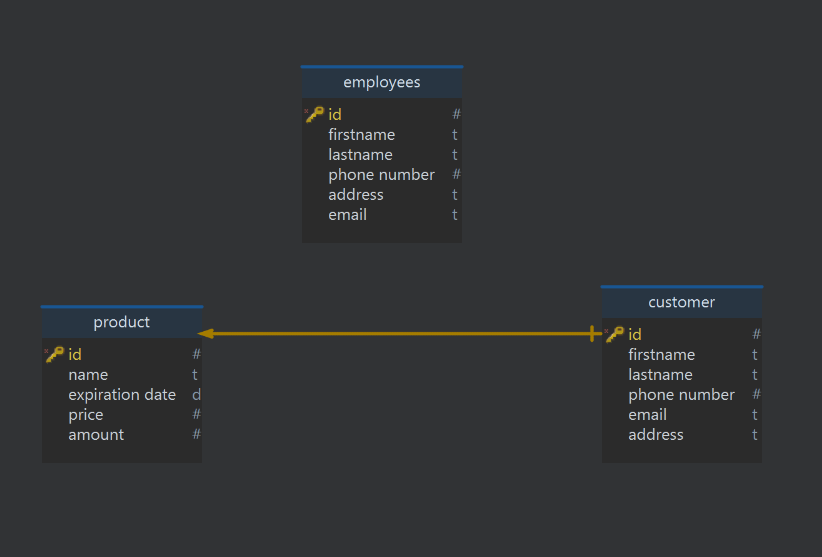 employees
id #
firstname t
lastname t
phone number #
address t
email t
product
id #
name t
expiration date d
price #
amount #
customer
id #
firstname t
lastname t
phone number #
email t
address t